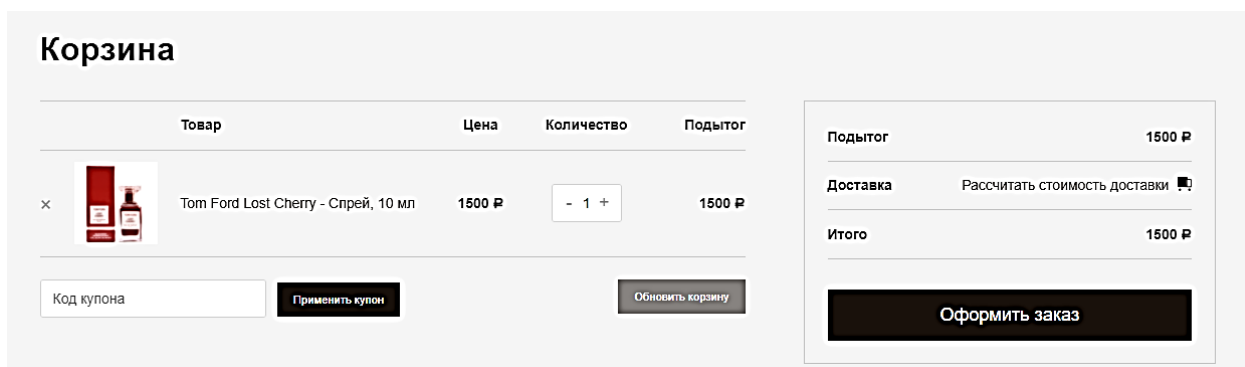 Корзина
Товар Цена Количество Подытог
× Tom Ford Lost Cherry - Спрей, 10 мл 1500 ₽ - 1 + 1500 ₽
Код купона Применить купон Обновить корзину
Подытог 1500 ₽
Доставка Рассчитать стоимость доставки
Итого 1500 ₽
Оформить заказ